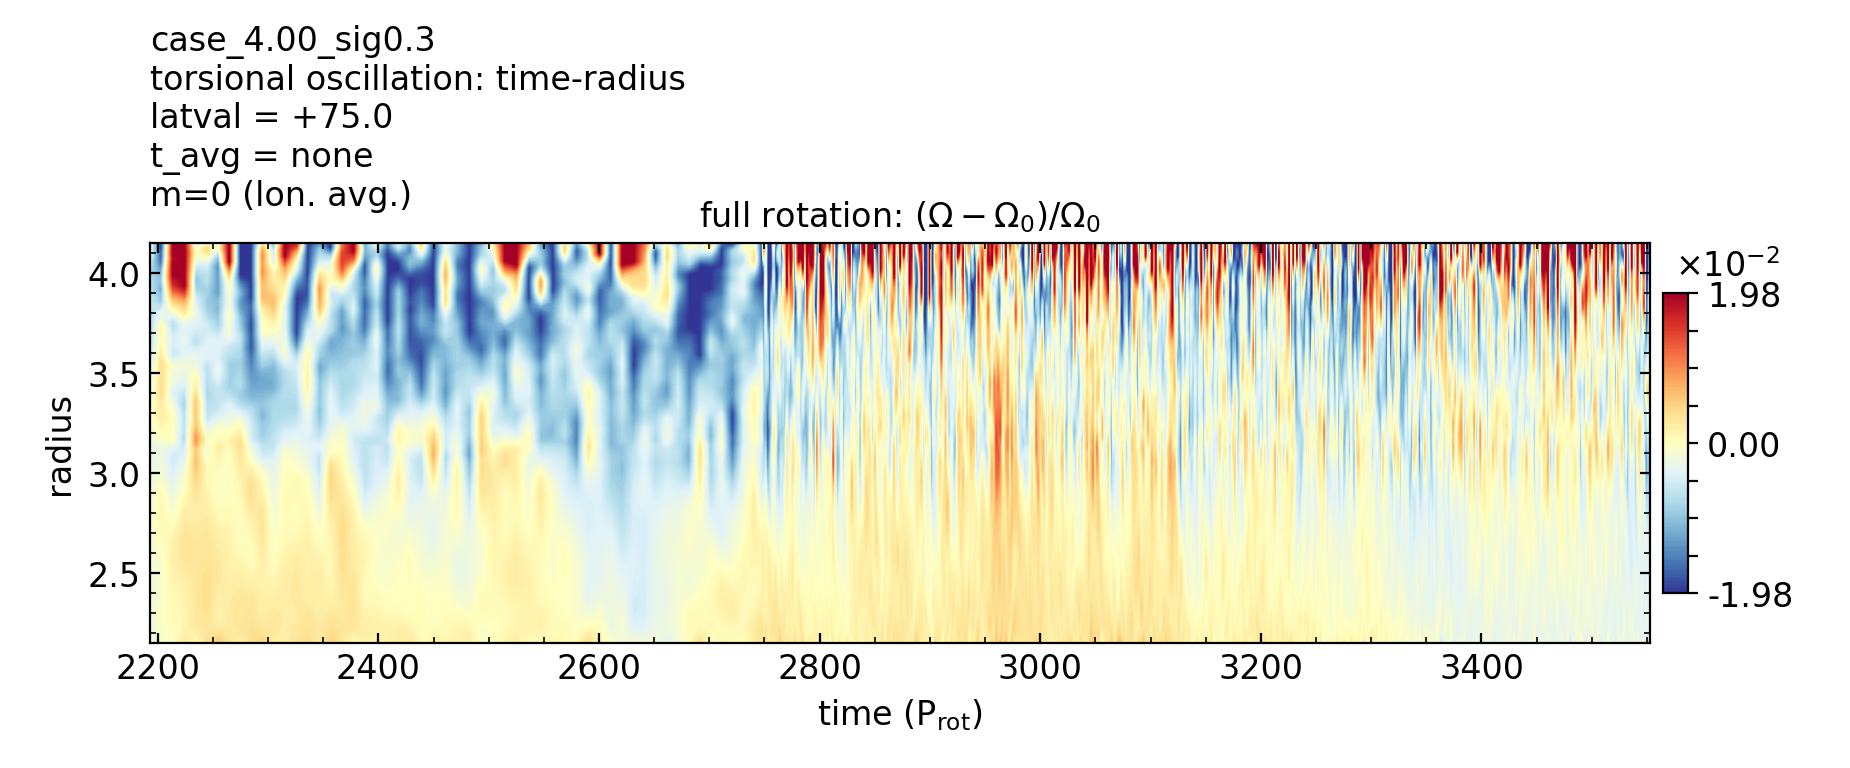 case_4.00_sig0.3
torsional oscillation: time-radius
latval = +75.0
t_avg = none
m=0 (lon. avg.)
full rotation: (Ω − Ω₀)/Ω₀
×10⁻²
1.98
0.00
-1.98
4.0
3.5
3.0
2.5
radius
2200 2400 2600 2800 3000 3200 3400
time (Pᵣₒₜ)